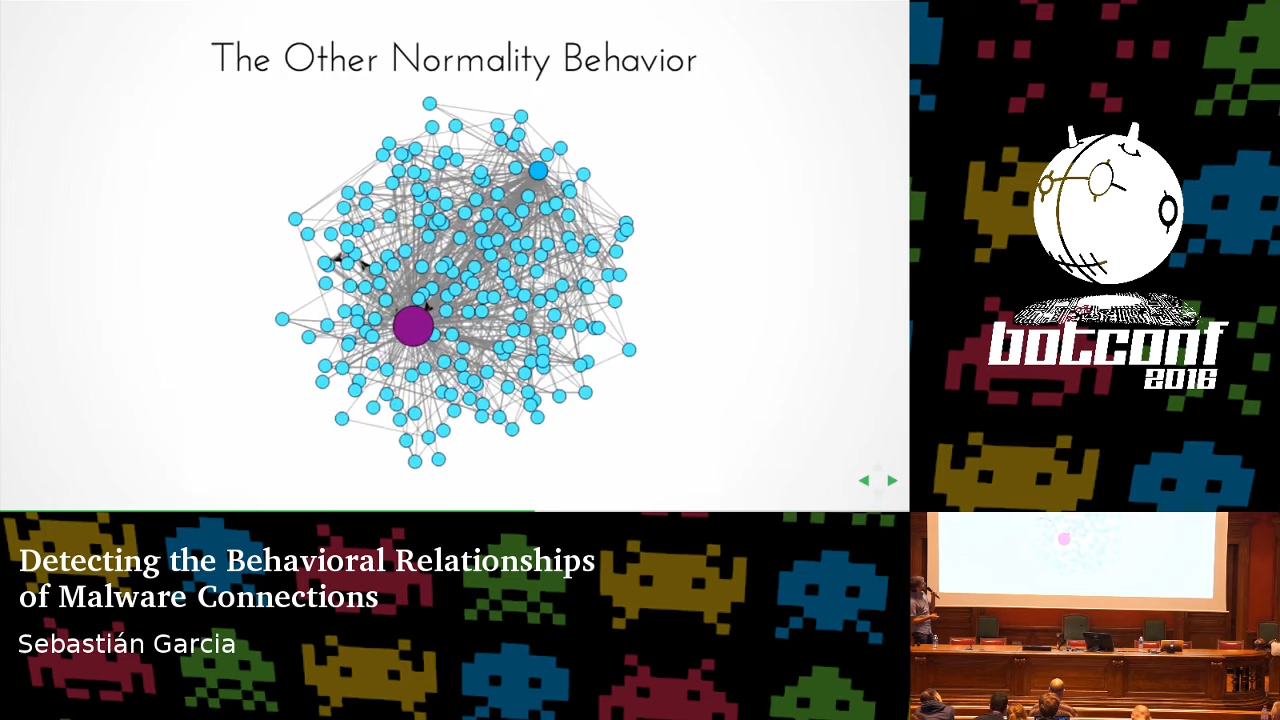 The Other Normality Behavior
botconf
2016
Detecting the Behavioral Relationships
of Malware Connections
Sebastián Garcia